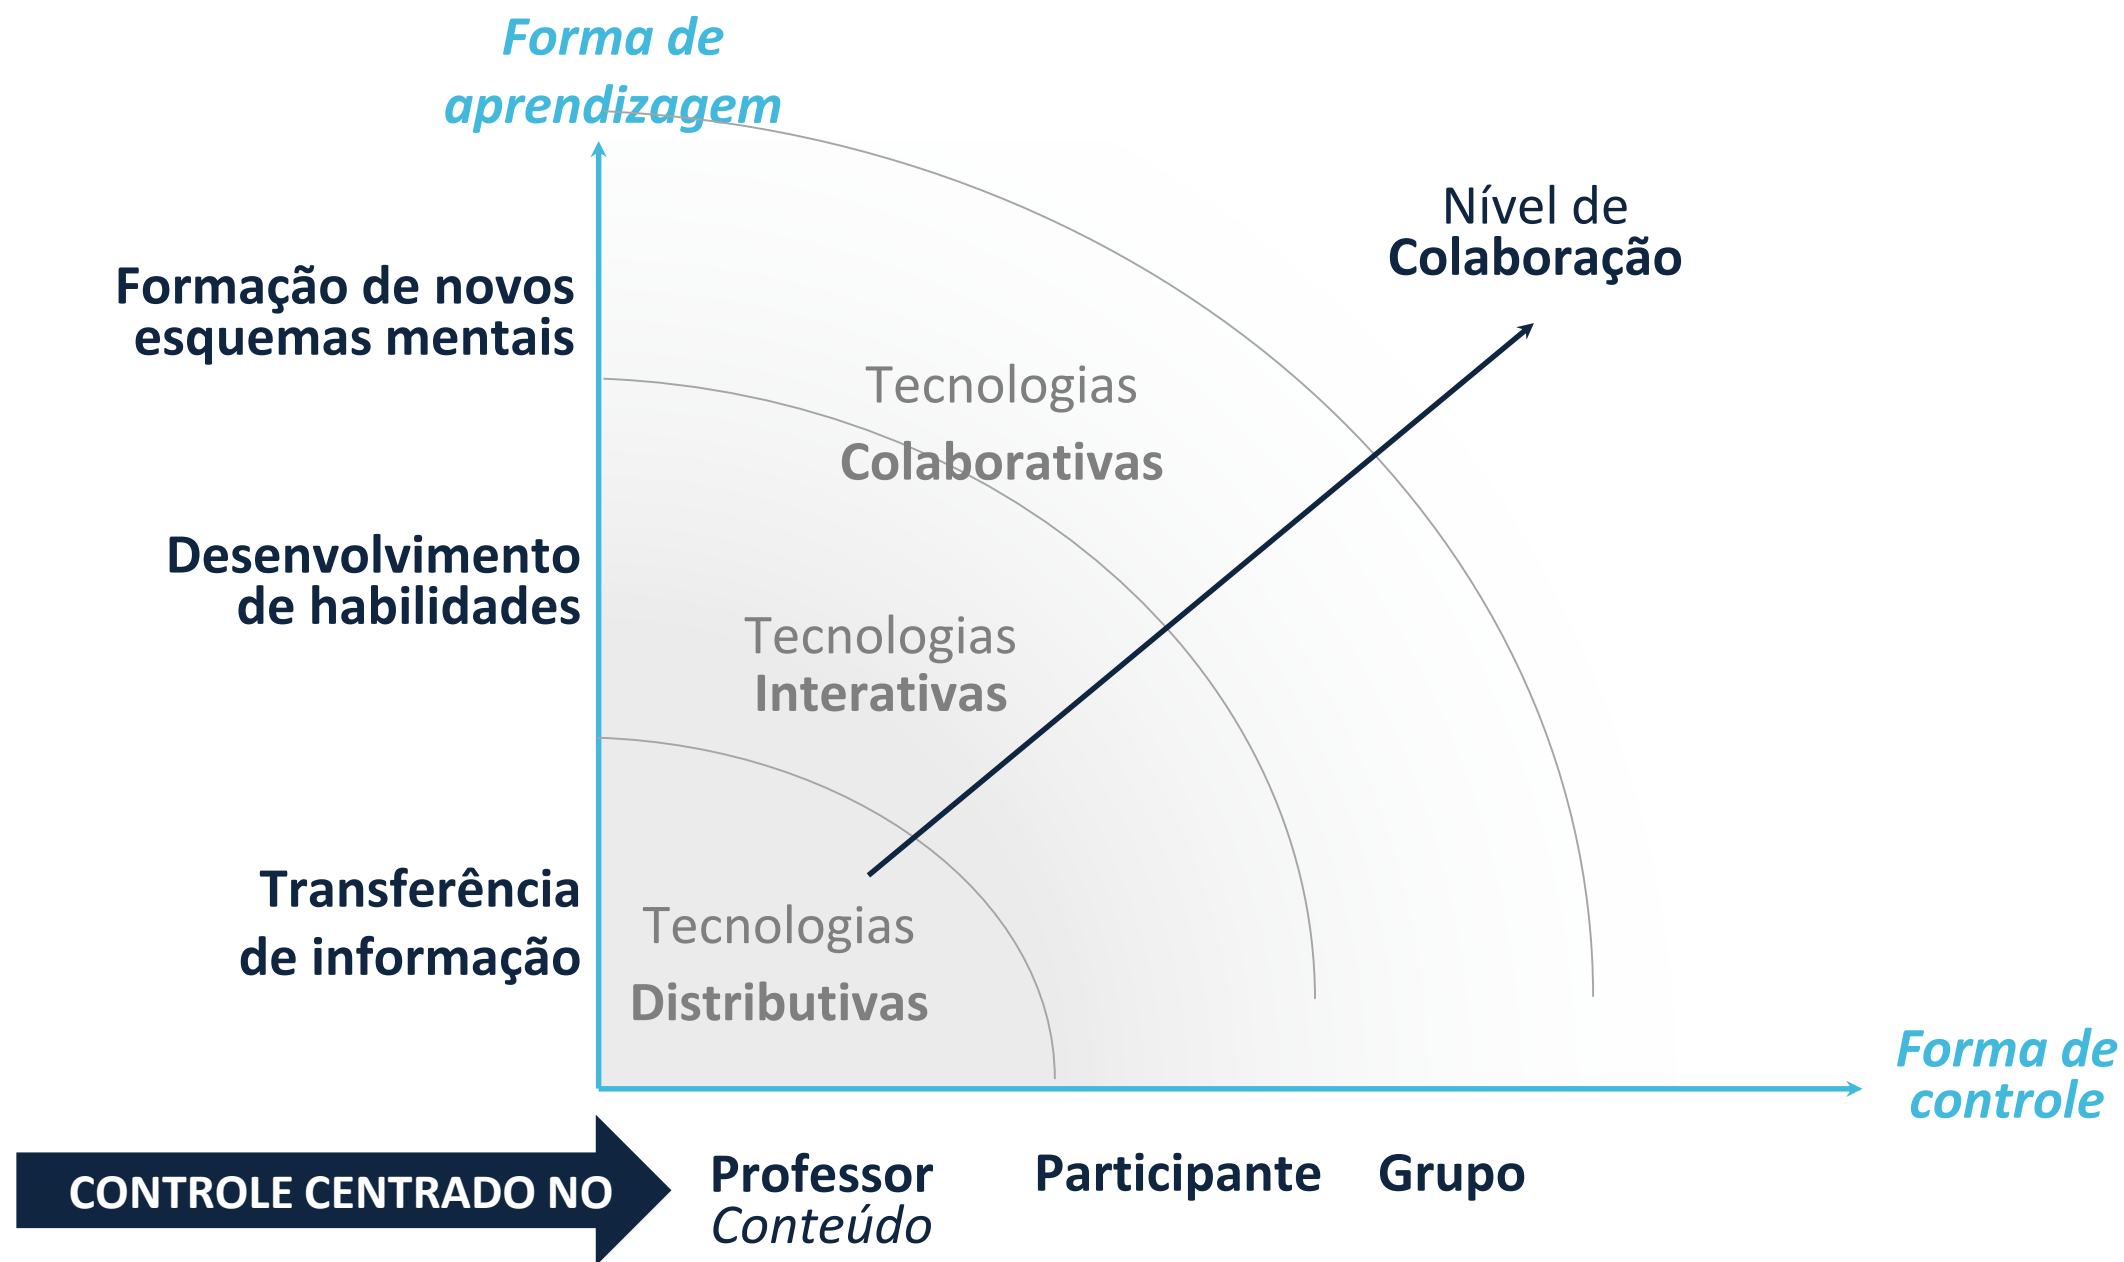 Forma de
aprendizagem
Nível de
Colaboração
Formação de novos
esquemas mentais
Tecnologias
Colaborativas
Desenvolvimento
de habilidades
Tecnologias
Interativas
Transferência
de informação
Tecnologias
Distributivas
Forma de
controle
CONTROLE CENTRADO NO
Professor
Conteúdo
Participante
Grupo